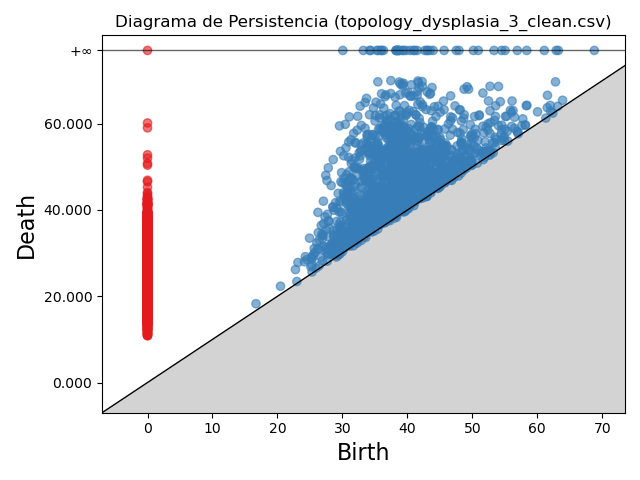 Diagrama de Persistencia (topology_dysplasia_3_clean.csv)
+∞
60.000
40.000
20.000
0.000
Death
0 10 20 30 40 50 60 70
Birth